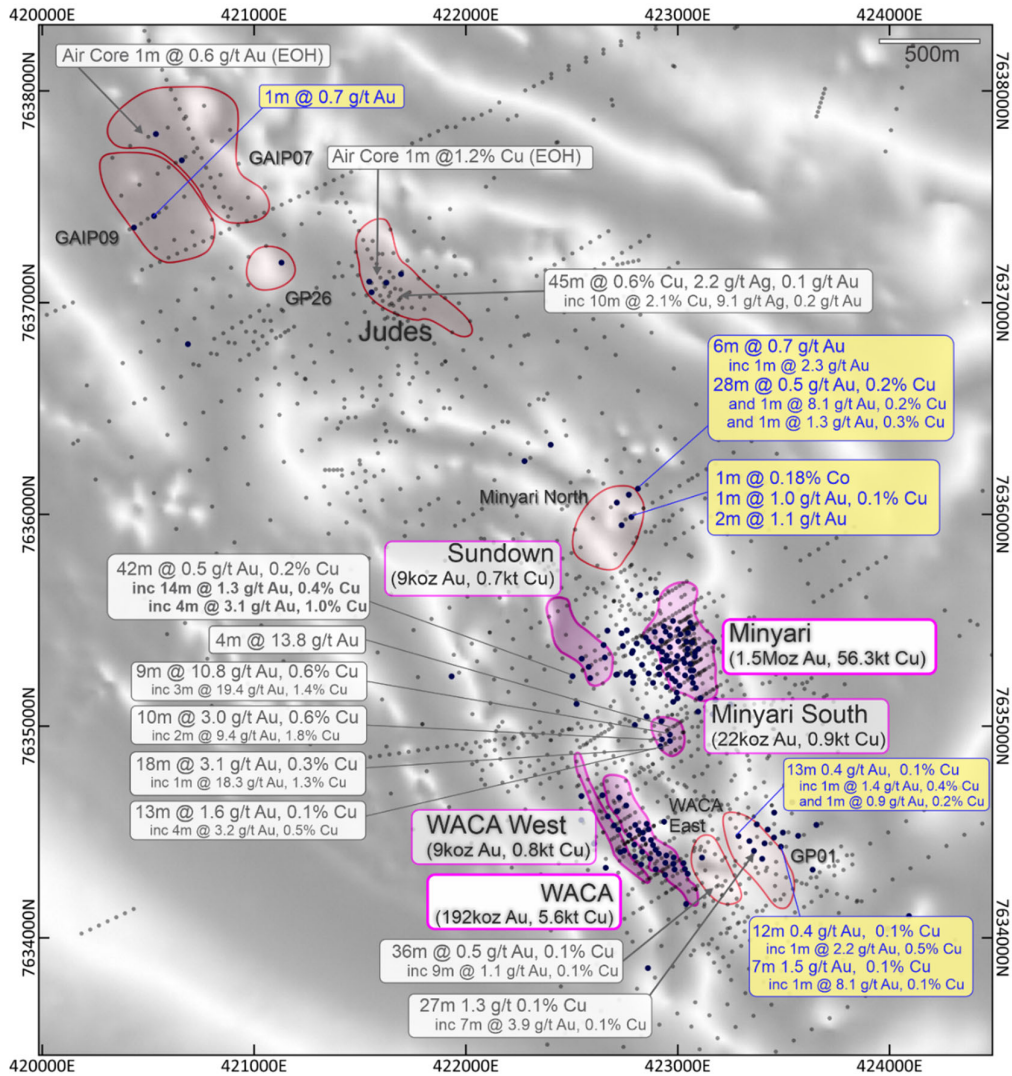 420000E
421000E
422000E
423000E
424000E
500m
Air Core 1m @ 0.6 g/t Au (EOH)
7638000N
7638000N
1m @ 0.7 g/t Au
GAIP07
Air Core 1m @1.2% Cu (EOH)
GAIP09
GP26
45m @ 0.6% Cu, 2.2 g/t Ag, 0.1 g/t Au
inc 10m @ 2.1% Cu, 9.1 g/t Ag, 0.2 g/t Au
7637000N
7637000N
Judes
6m @ 0.7 g/t Au
inc 1m @ 2.3 g/t Au
28m @ 0.5 g/t Au, 0.2% Cu
and 1m @ 8.1 g/t Au, 0.2% Cu
and 1m @ 1.3 g/t Au, 0.3% Cu
Minyari North
1m @ 0.18% Co
1m @ 1.0 g/t Au, 0.1% Cu
2m @ 1.1 g/t Au
7636000N
7636000N
Sundown
(9koz Au, 0.7kt Cu)
42m @ 0.5 g/t Au, 0.2% Cu
inc 14m @ 1.3 g/t Au, 0.4% Cu
inc 4m @ 3.1 g/t Au, 1.0% Cu
4m @ 13.8 g/t Au
Minyari
(1.5Moz Au, 56.3kt Cu)
9m @ 10.8 g/t Au, 0.6% Cu
inc 3m @ 19.4 g/t Au, 1.4% Cu
10m @ 3.0 g/t Au, 0.6% Cu
inc 2m @ 9.4 g/t Au, 1.8% Cu
Minyari South
(22koz Au, 0.9kt Cu)
7635000N
7635000N
18m @ 3.1 g/t Au, 0.3% Cu
inc 1m @ 18.3 g/t Au, 1.3% Cu
13m 0.4 g/t Au, 0.1% Cu
inc 1m @ 1.4 g/t Au, 0.4% Cu
and 1m @ 0.9 g/t Au, 0.2% Cu
13m @ 1.6 g/t Au, 0.1% Cu
inc 4m @ 3.2 g/t Au, 0.5% Cu
WACA
East
WACA West
(9koz Au, 0.8kt Cu)
GP01
WACA
(192koz Au, 5.6kt Cu)
7634000N
7634000N
12m 0.4 g/t Au, 0.1% Cu
inc 1m @ 2.2 g/t Au, 0.5% Cu
7m 1.5 g/t Au, 0.1% Cu
inc 1m @ 8.1 g/t Au, 0.1% Cu
36m @ 0.5 g/t Au, 0.1% Cu
inc 9m @ 1.1 g/t Au, 0.1% Cu
27m 1.3 g/t 0.1% Cu
inc 7m @ 3.9 g/t Au, 0.1% Cu
420000E
421000E
422000E
423000E
424000E